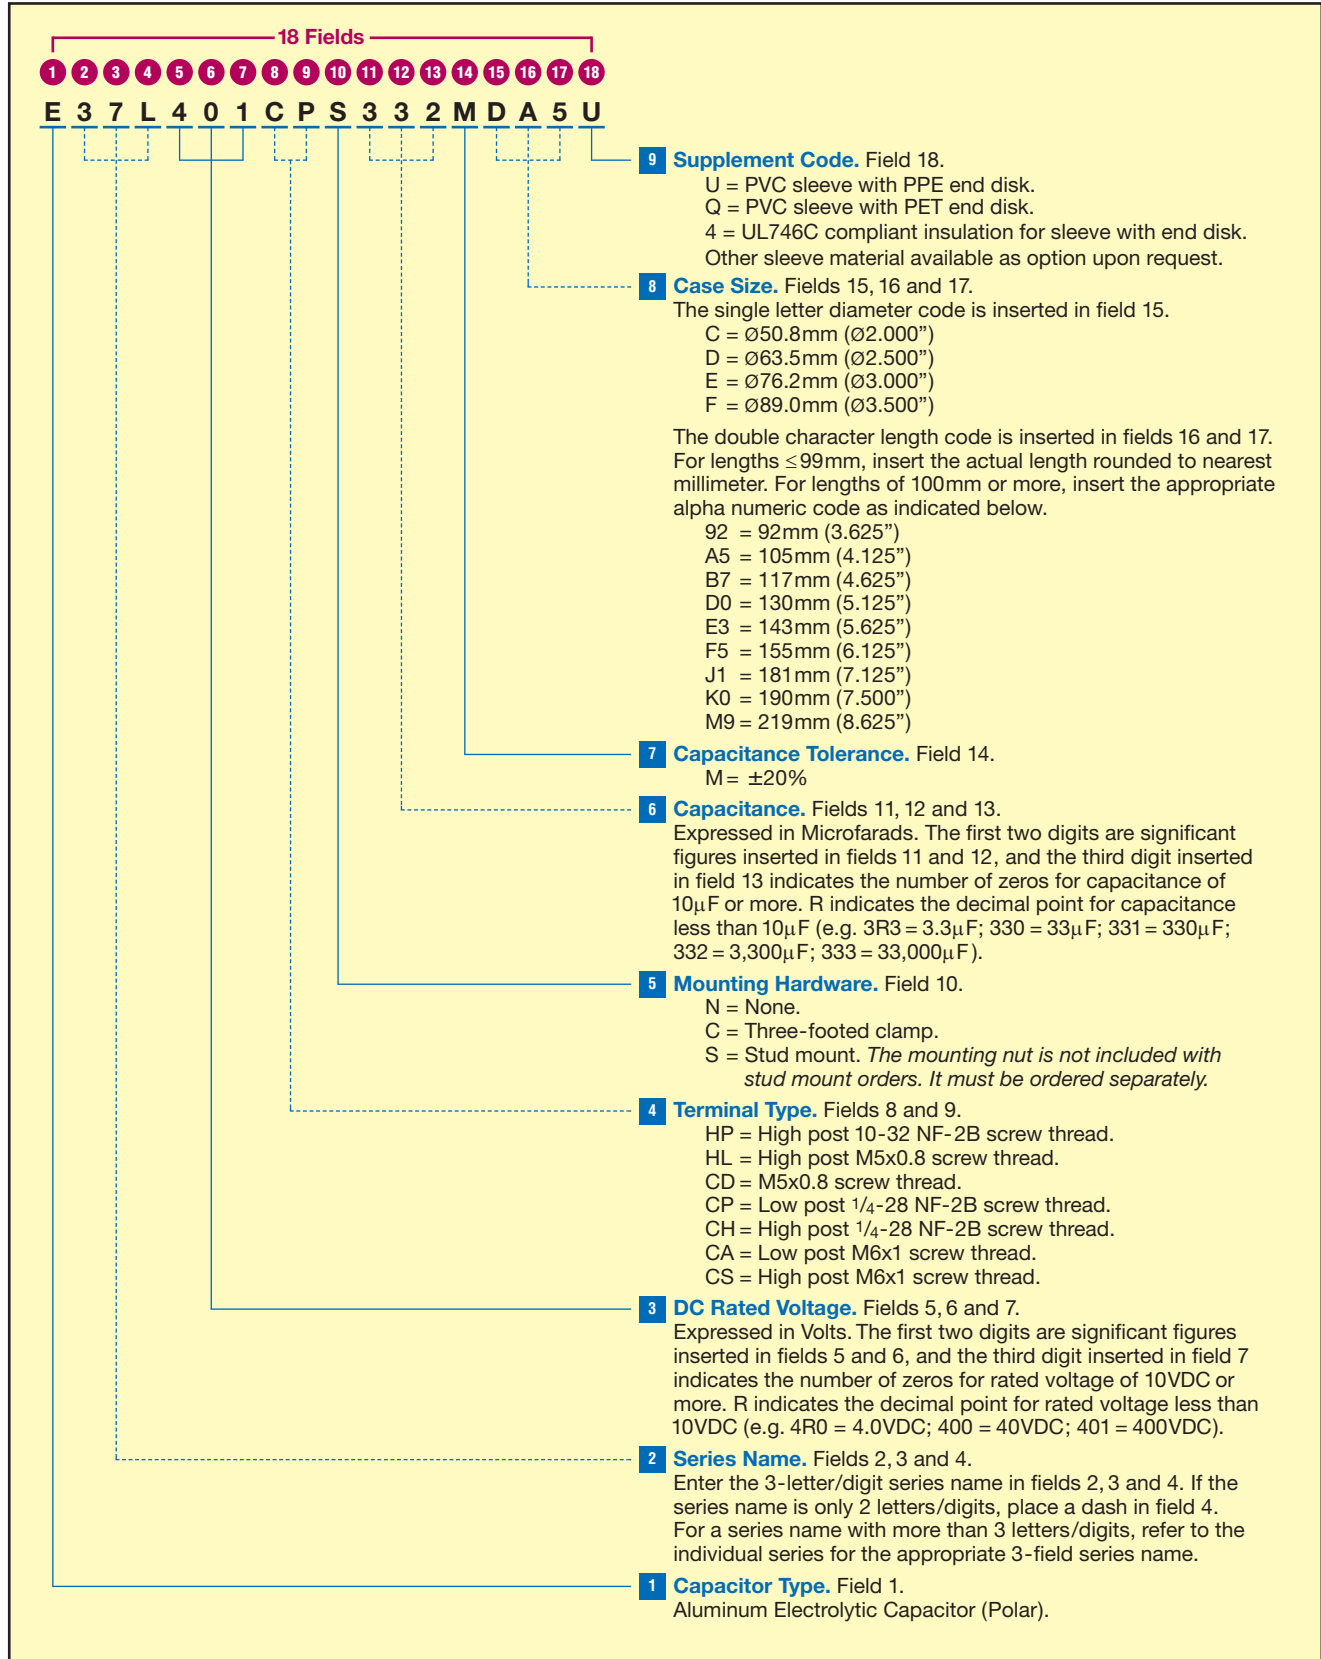 18 Fields
1 2 3 4 5 6 7 8 9 10 11 12 13 14 15 16 17 18
E 3 7 L 4 0 1 C P S 3 3 2 M D A 5 U
9 Supplement Code. Field 18.
U = PVC sleeve with PPE end disk.
Q = PVC sleeve with PET end disk.
4 = UL746C compliant insulation for sleeve with end disk.
Other sleeve material available as option upon request.
8 Case Size. Fields 15, 16 and 17.
The single letter diameter code is inserted in field 15.
C = Ø50.8mm (Ø2.000”)
D = Ø63.5mm (Ø2.500”)
E = Ø76.2mm (Ø3.000”)
F = Ø89.0mm (Ø3.500”)
The double character length code is inserted in fields 16 and 17.
For lengths ≤99mm, insert the actual length rounded to nearest
millimeter. For lengths of 100mm or more, insert the appropriate
alpha numeric code as indicated below.
92 = 92mm (3.625”)
A5 = 105mm (4.125”)
B7 = 117mm (4.625”)
D0 = 130mm (5.125”)
E3 = 143mm (5.625”)
F5 = 155mm (6.125”)
J1 = 181mm (7.125”)
K0 = 190mm (7.500”)
M9 = 219mm (8.625”)
7 Capacitance Tolerance. Field 14.
M = ±20%
6 Capacitance. Fields 11, 12 and 13.
Expressed in Microfarads. The first two digits are significant
figures inserted in fields 11 and 12, and the third digit inserted
in field 13 indicates the number of zeros for capacitance of
10µF or more. R indicates the decimal point for capacitance
less than 10µF (e.g. 3R3 = 3.3µF; 330 = 33µF; 331 = 330µF;
332 = 3,300µF; 333 = 33,000µF).
5 Mounting Hardware. Field 10.
N = None.
C = Three-footed clamp.
S = Stud mount. The mounting nut is not included with
stud mount orders. It must be ordered separately.
4 Terminal Type. Fields 8 and 9.
HP = High post 10-32 NF-2B screw thread.
HL = High post M5x0.8 screw thread.
CD = M5x0.8 screw thread.
CP = Low post 1/4-28 NF-2B screw thread.
CH = High post 1/4-28 NF-2B screw thread.
CA = Low post M6x1 screw thread.
CS = High post M6x1 screw thread.
3 DC Rated Voltage. Fields 5, 6 and 7.
Expressed in Volts. The first two digits are significant figures
inserted in fields 5 and 6, and the third digit inserted in field 7
indicates the number of zeros for rated voltage of 10VDC or
more. R indicates the decimal point for rated voltage less than
10VDC (e.g. 4R0 = 4.0VDC; 400 = 40VDC; 401 = 400VDC).
2 Series Name. Fields 2, 3 and 4.
Enter the 3-letter/digit series name in fields 2, 3 and 4. If the
series name is only 2 letters/digits, place a dash in field 4.
For a series name with more than 3 letters/digits, refer to the
individual series for the appropriate 3-field series name.
1 Capacitor Type. Field 1.
Aluminum Electrolytic Capacitor (Polar).